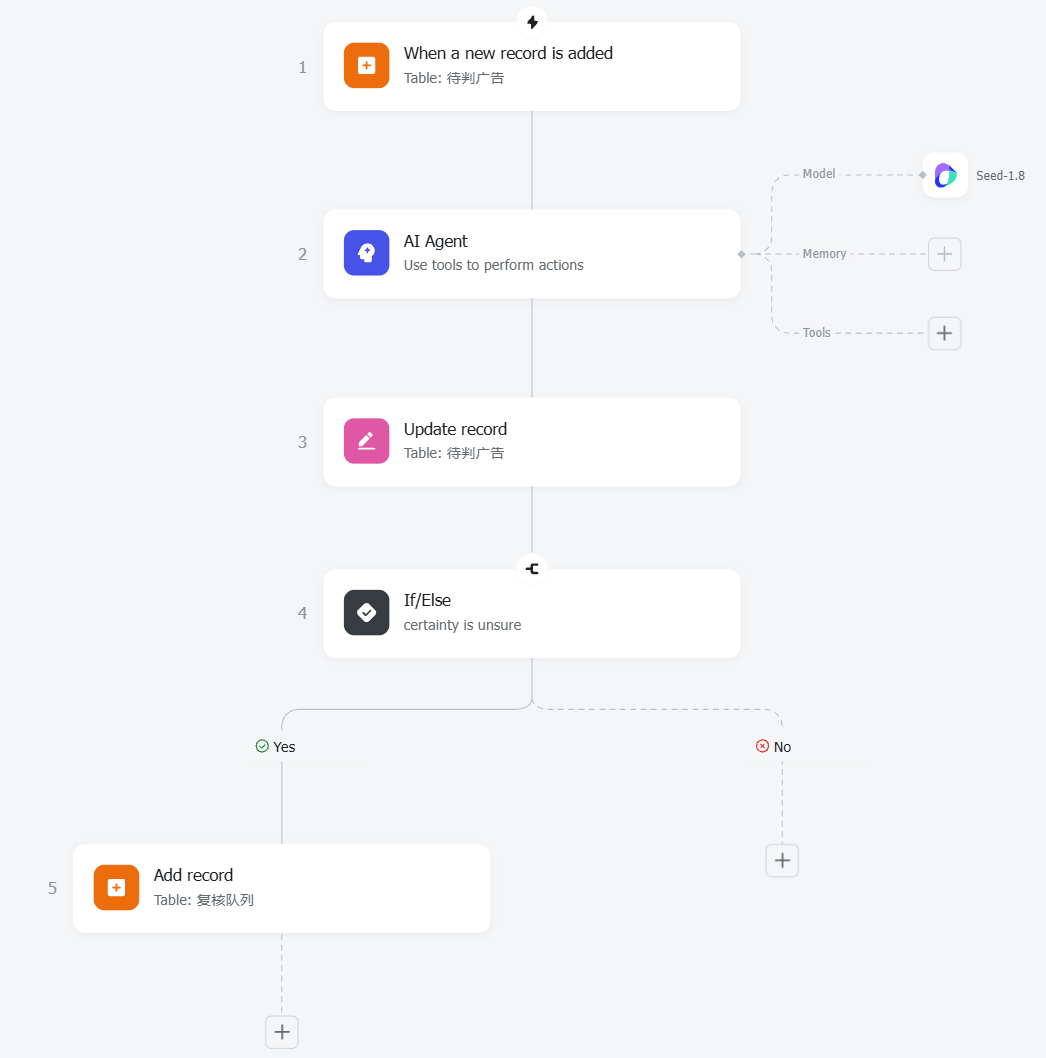 1
When a new record is added
Table: 待判广告
Model
Seed-1.8
2
AI Agent
Use tools to perform actions
Memory
Tools
3
Update record
Table: 待判广告
4
If/Else
certainty is unsure
Yes
No
5
Add record
Table: 复核队列